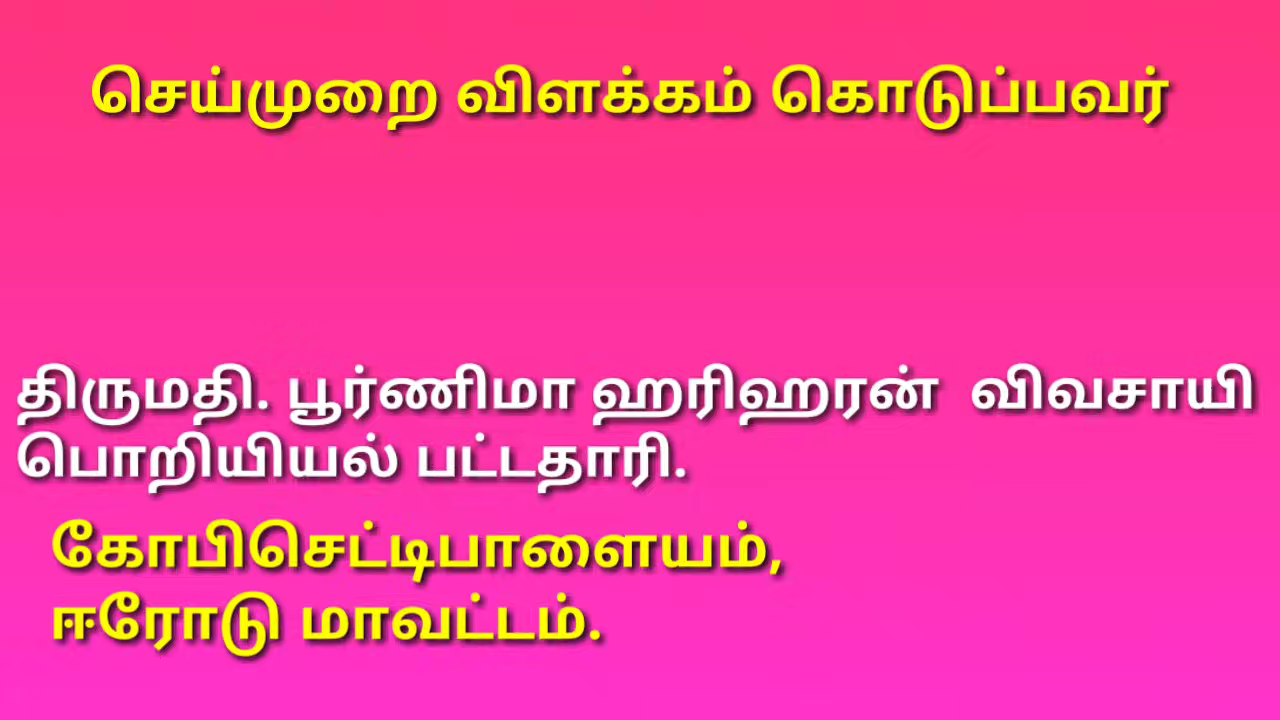 செய்முறை விளக்கம் கொடுப்பவர்
திருமதி. பூர்ணிமா ஹரிஹரன் விவசாயி
பொறியியல் பட்டதாரி.
கோபிசெட்டிபாளையம்,
ஈரோடு மாவட்டம்.